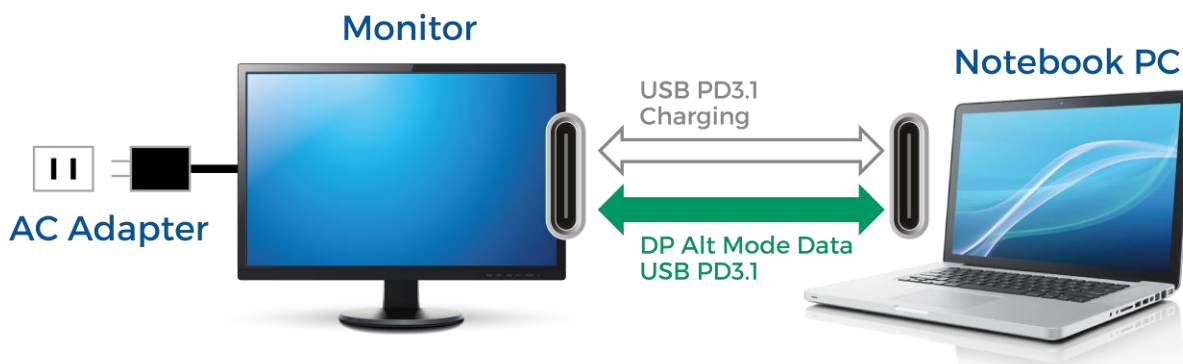 Monitor
Notebook PC
USB PD3.1
Charging
AC Adapter
DP Alt Mode Data
USB PD3.1